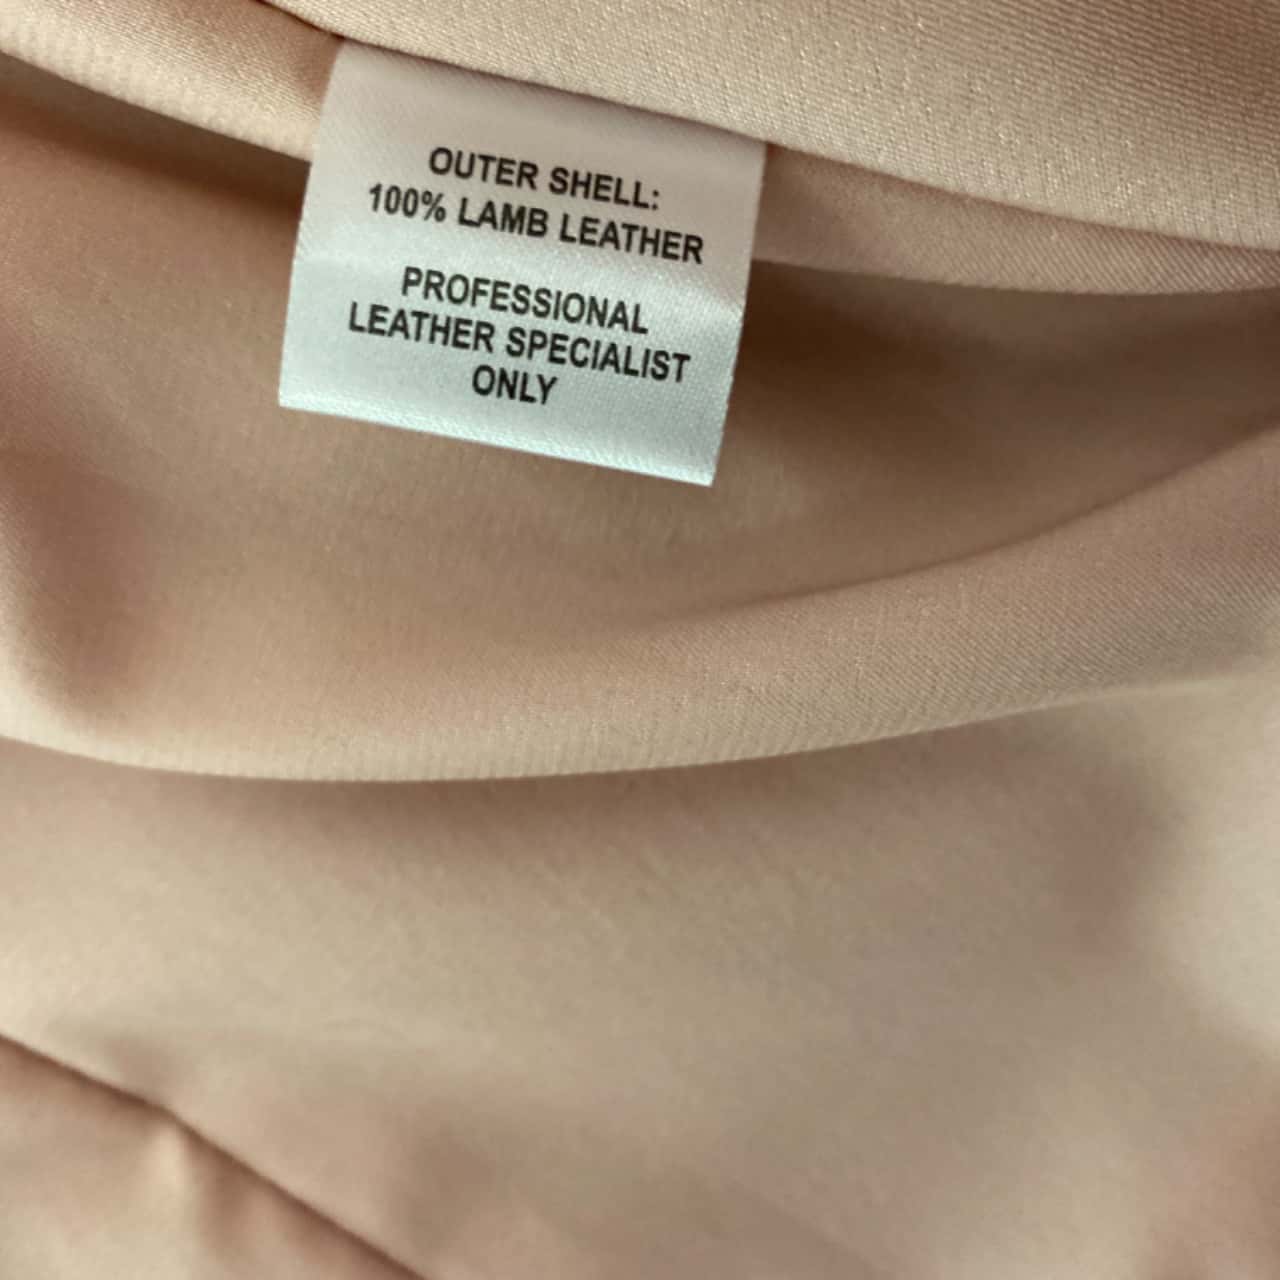 OUTER SHELL:
100% LAMB LEATHER
PROFESSIONAL
LEATHER SPECIALIST
ONLY